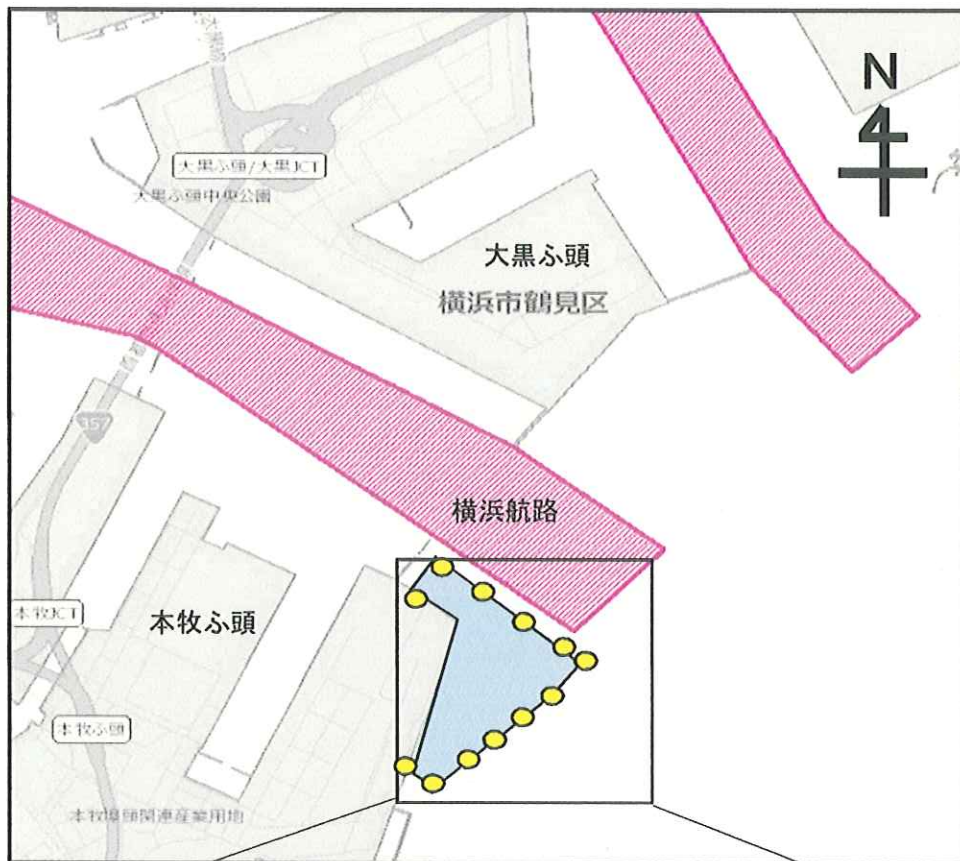 N
大黒ふ頭/大黒JCT
大黒ふ頭中央公園
大黒ふ頭
横浜市鶴見区
357
横浜航路
本牧JCT
本牧ふ頭
本牧ふ頭
本牧埠頭関連産業用地